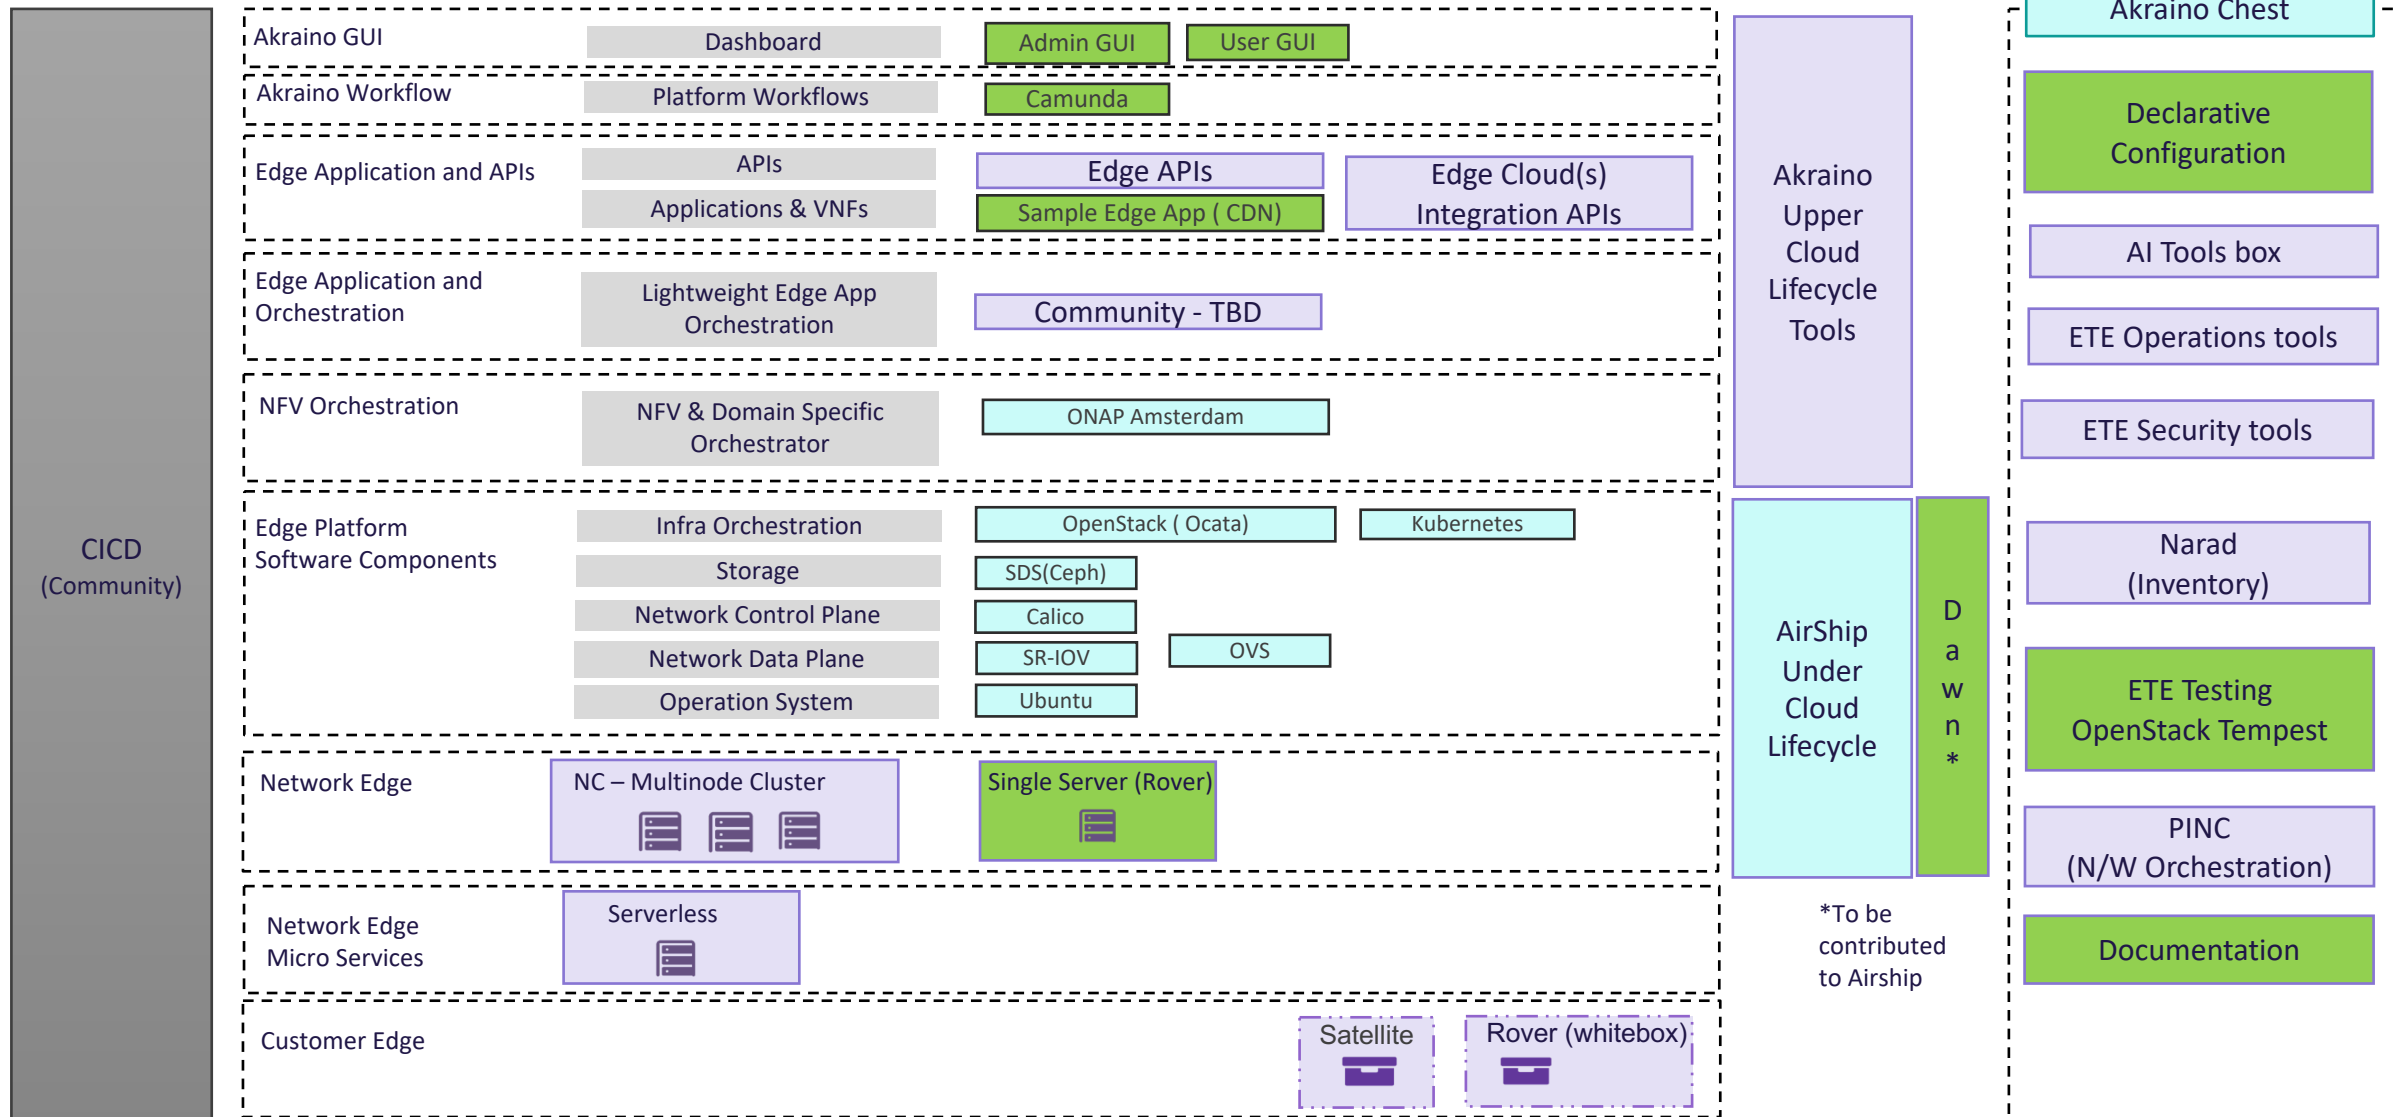 Akraino GUI
Dashboard
Admin GUI
User GUI
Akraino Workflow
Platform Workflows
Camunda
Edge Application and APIs
APIs
Edge APIs
Edge Cloud(s)
Integration APIs
Applications & VNFs
Sample Edge App ( CDN)
Edge Application and
Orchestration
Lightweight Edge App
Orchestration
Community - TBD
NFV Orchestration
NFV & Domain Specific
Orchestrator
ONAP Amsterdam
CICD
(Community)
Edge Platform
Software Components
Infra Orchestration
OpenStack ( Ocata)
Kubernetes
Storage
SDS(Ceph)
Network Control Plane
Calico
Network Data Plane
SR-IOV
OVS
Operation System
Ubuntu
Network Edge
NC – Multinode Cluster
Single Server (Rover)
Network Edge
Micro Services
Serverless
Customer Edge
Satellite
Rover (whitebox)
Akraino
Upper
Cloud
Lifecycle
Tools
AirShip
Under
Cloud
Lifecycle
D
a
w
n
*
*To be
contributed
to Airship
Akraino Chest
Declarative
Configuration
AI Tools box
ETE Operations tools
ETE Security tools
Narad
(Inventory)
ETE Testing
OpenStack Tempest
PINC
(N/W Orchestration)
Documentation